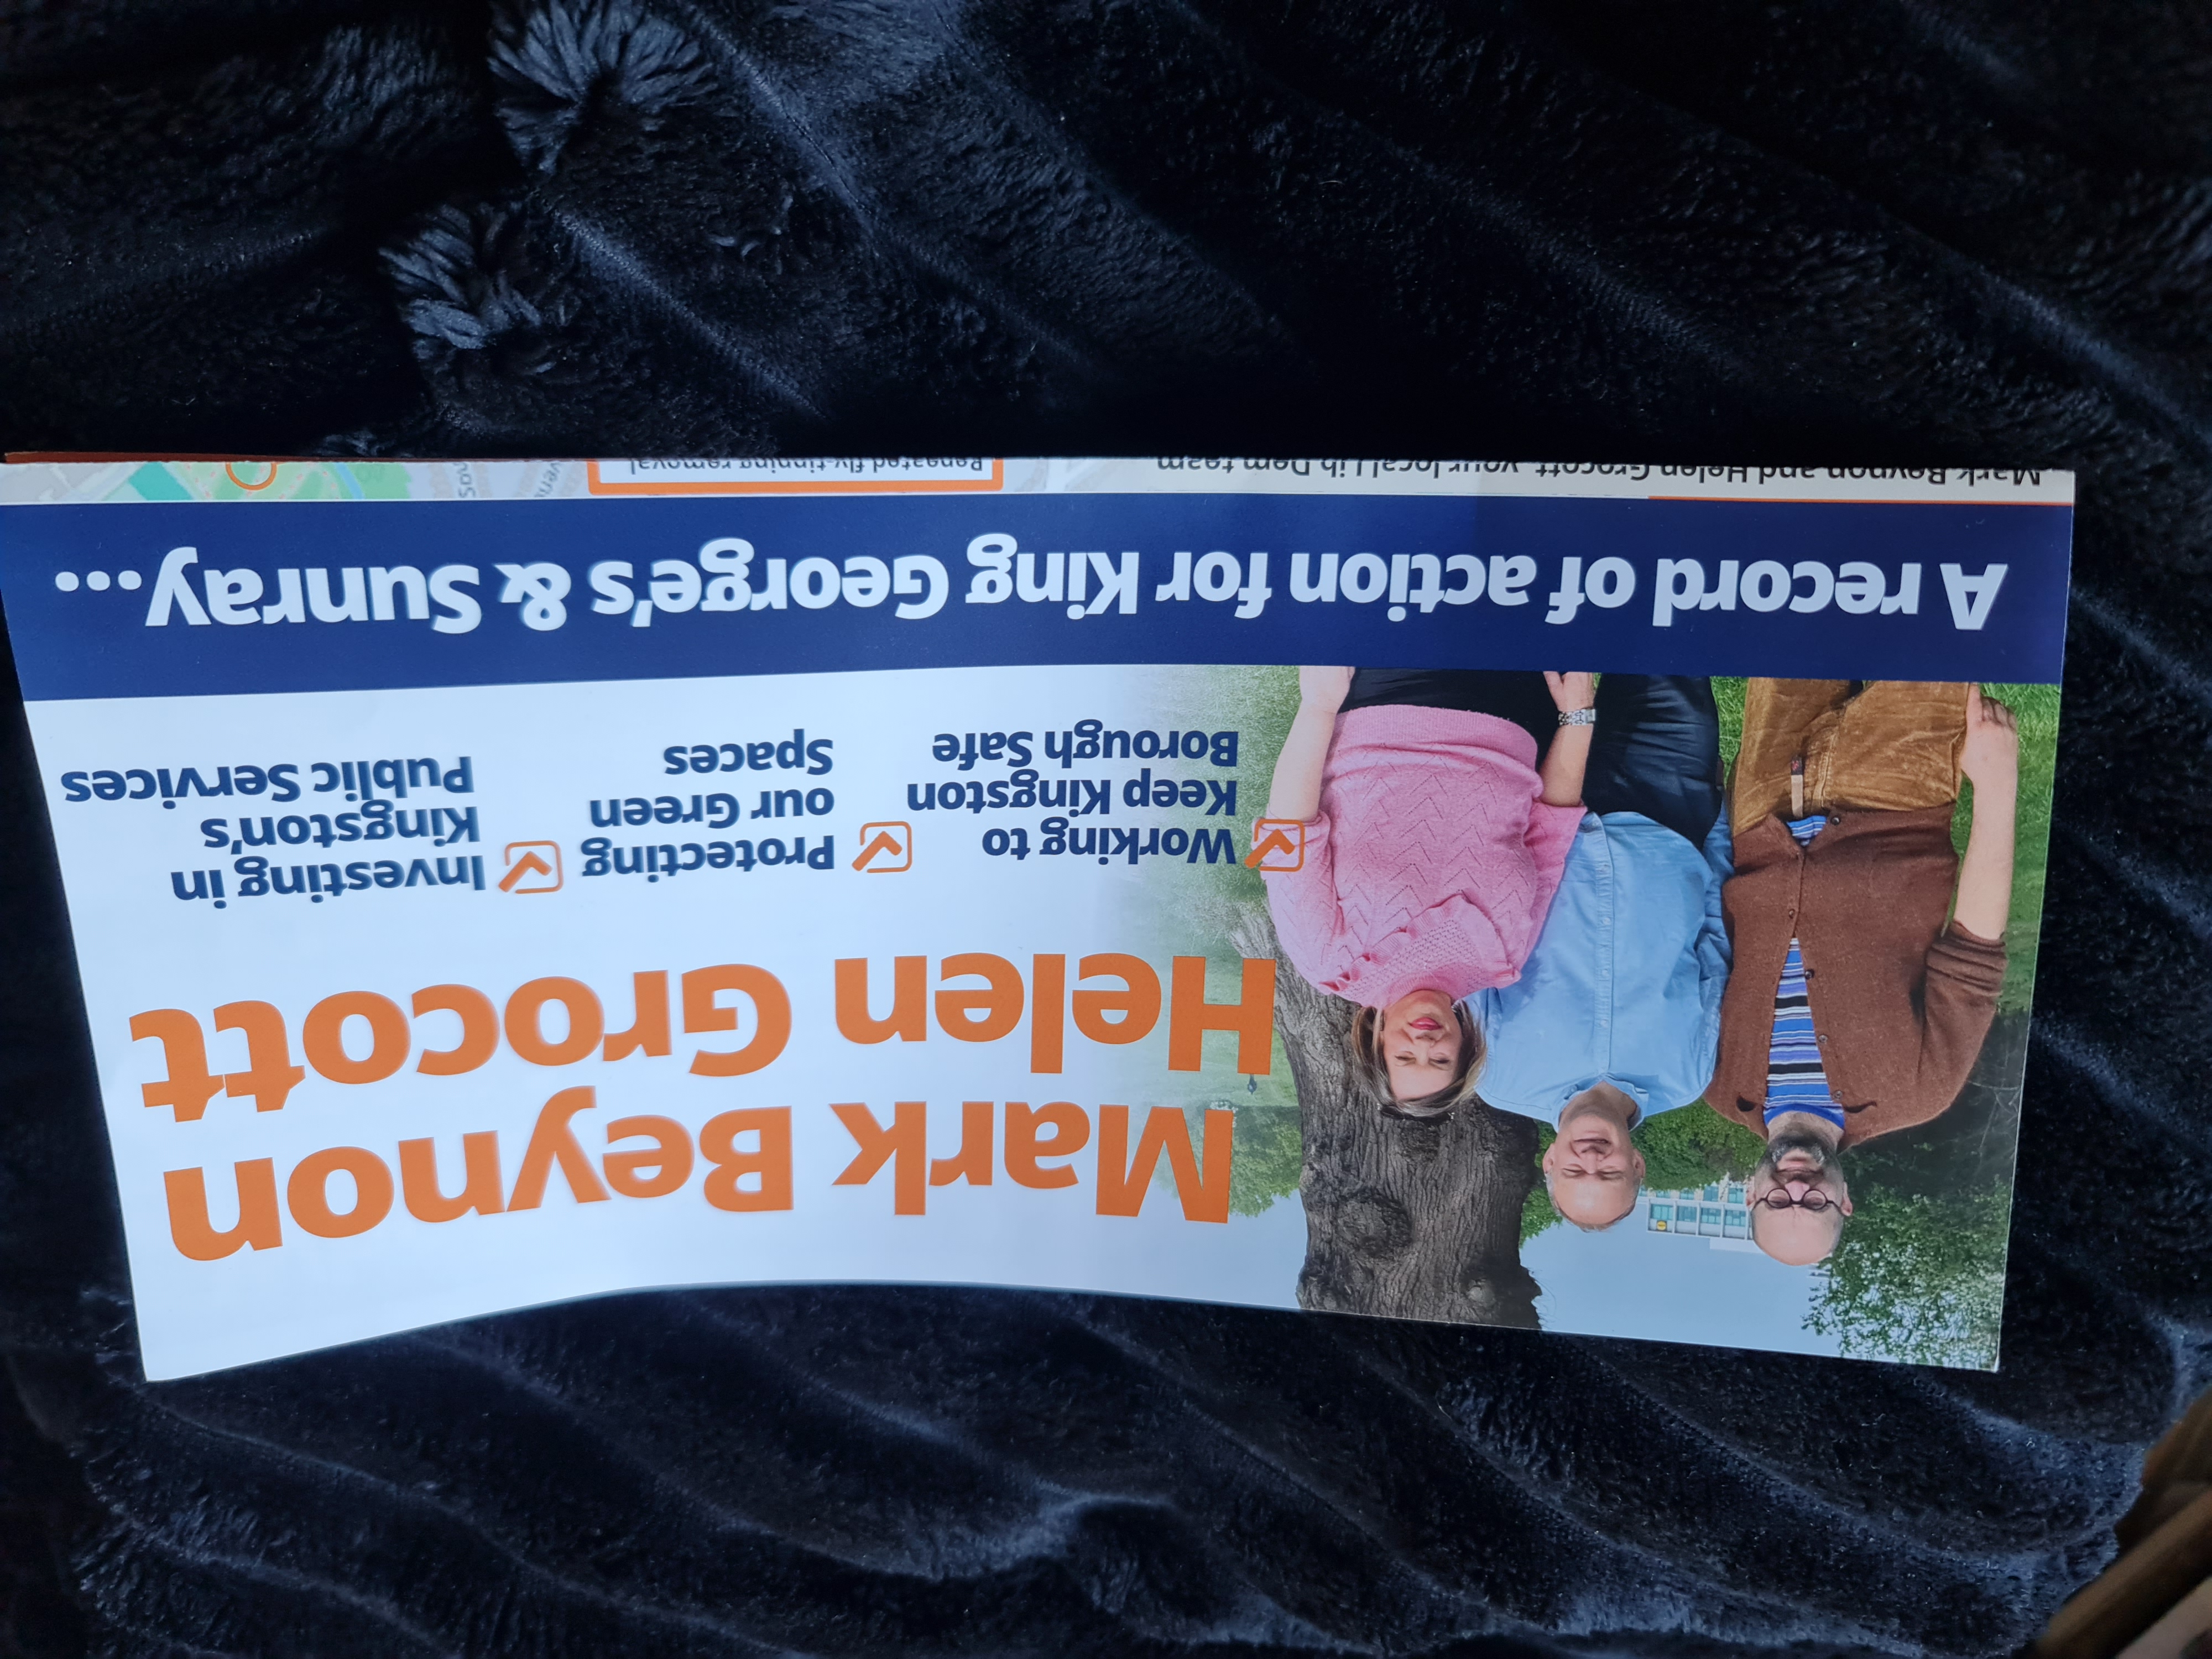 Mark Beynon
Helen Grocott
Working to
Keep Kingston
Borough Safe
Protecting
our Green
Spaces
Investing in
Kingston's
Public Services
A record of action for King George's & Sunray...
Mark Beynon and Helen Grocott, your local Lib Dem team
Repeated fly-tipping removal